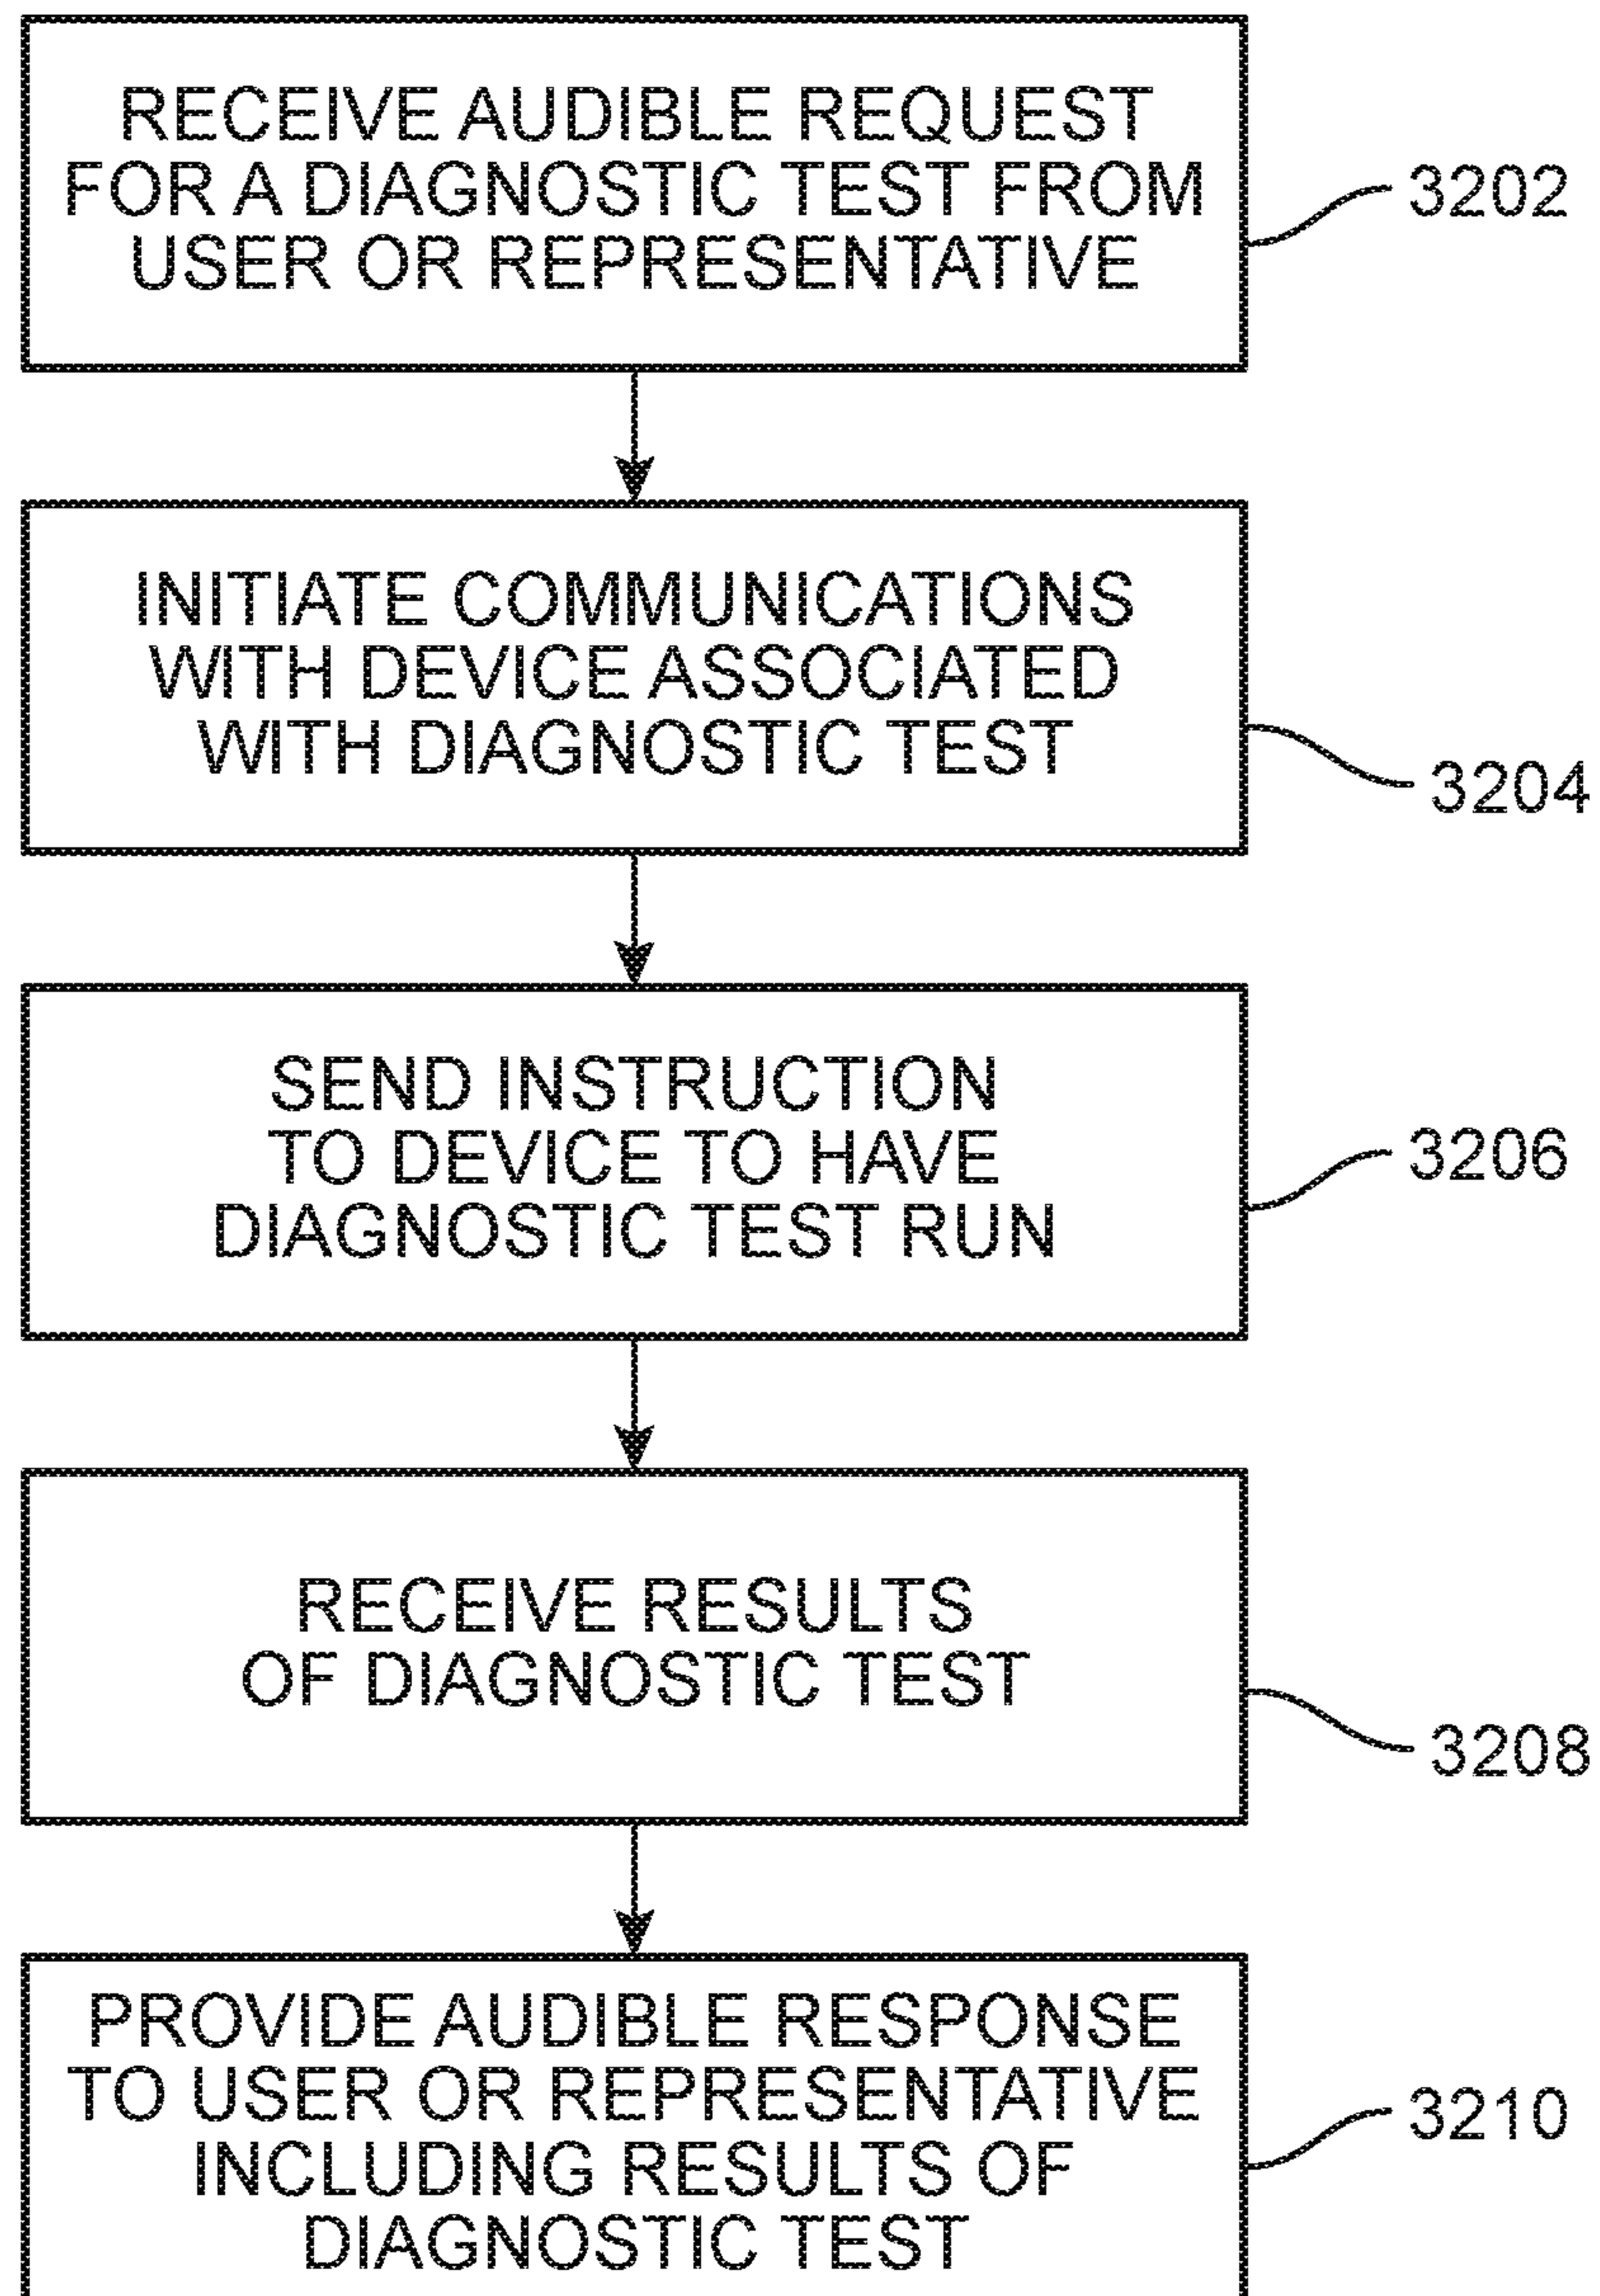 RECEIVE AUDIBLE REQUEST
FOR A DIAGNOSTIC TEST FROM
USER OR REPRESENTATIVE
3202
INITIATE COMMUNICATIONS
WITH DEVICE ASSOCIATED
WITH DIAGNOSTIC TEST
3204
SEND INSTRUCTION
TO DEVICE TO HAVE
DIAGNOSTIC TEST RUN
3206
RECEIVE RESULTS
OF DIAGNOSTIC TEST
3208
PROVIDE AUDIBLE RESPONSE
TO USER OR REPRESENTATIVE
INCLUDING RESULTS OF
DIAGNOSTIC TEST
3210